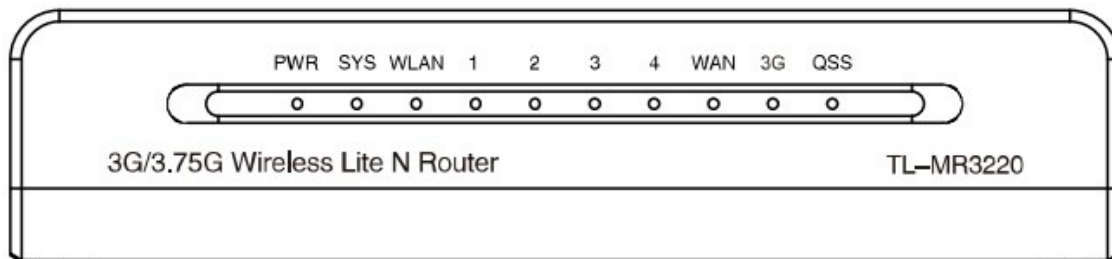 PWR SYS WLAN 1 2 3 4 WAN 3G QSS
3G/3.75G Wireless Lite N Router TL–MR3220